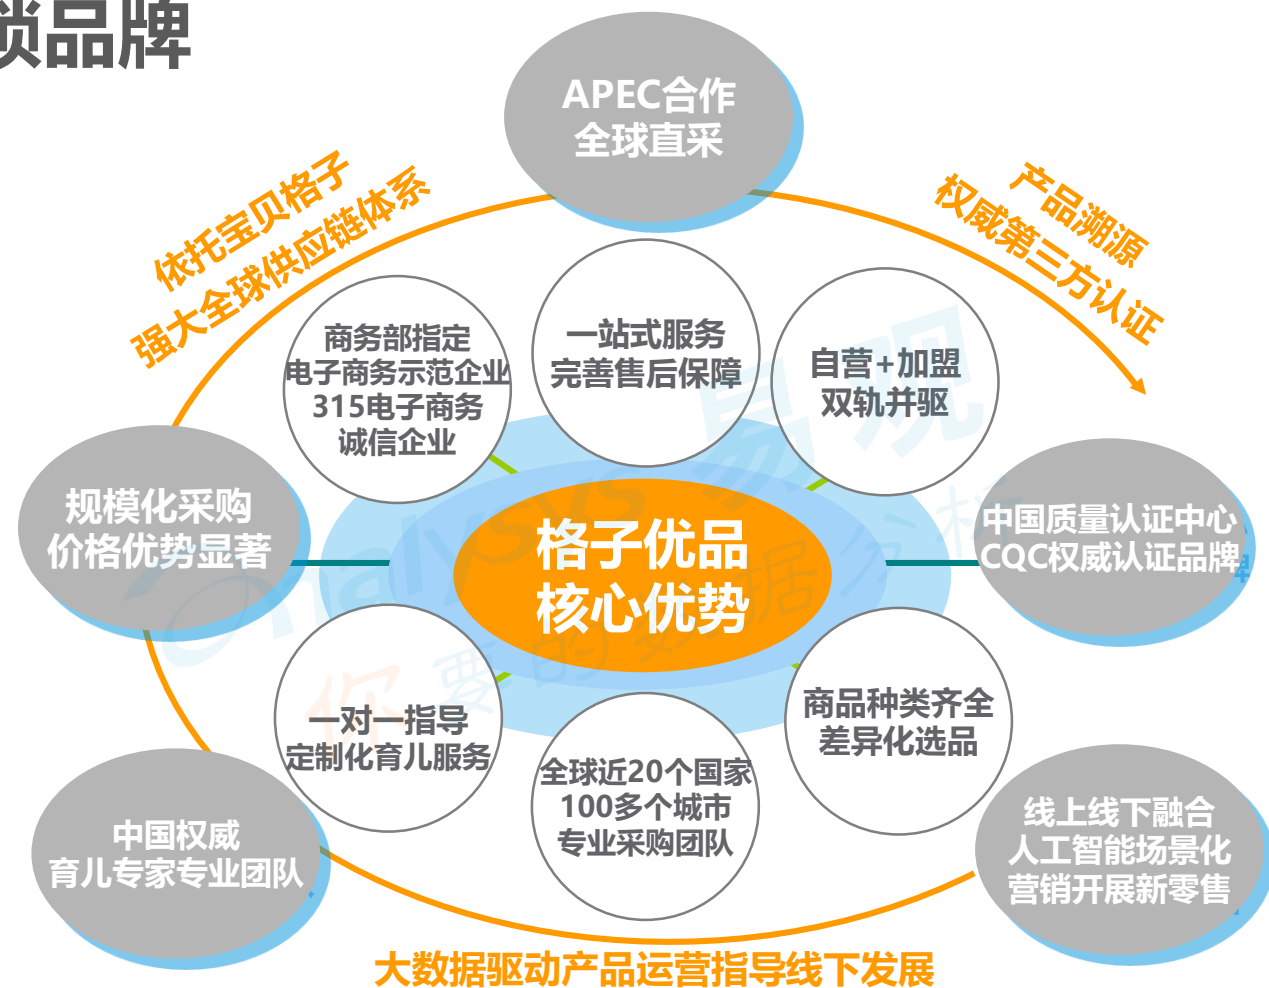 品牌
APEC合作
全球直采
依托宝贝格子
强大全球供应链体系
产品溯源
权威第三方认证
商务部指定
电子商务示范企业
315电子商务
诚信企业
一站式服务
完善售后保障
自营+加盟
双轨并驱
规模化采购
价格优势显著
格子优品
核心优势
中国质量认证中心
CQC权威认证品牌
一对一指导
定制化育儿服务
全球近20个国家
100多个城市
专业采购团队
商品种类齐全
差异化选品
中国权威
育儿专家专业团队
线上线下融合
人工智能场景化
营销开展新零售
大数据驱动产品运营指导线下发展
nalysys 易观
你要的数据分析